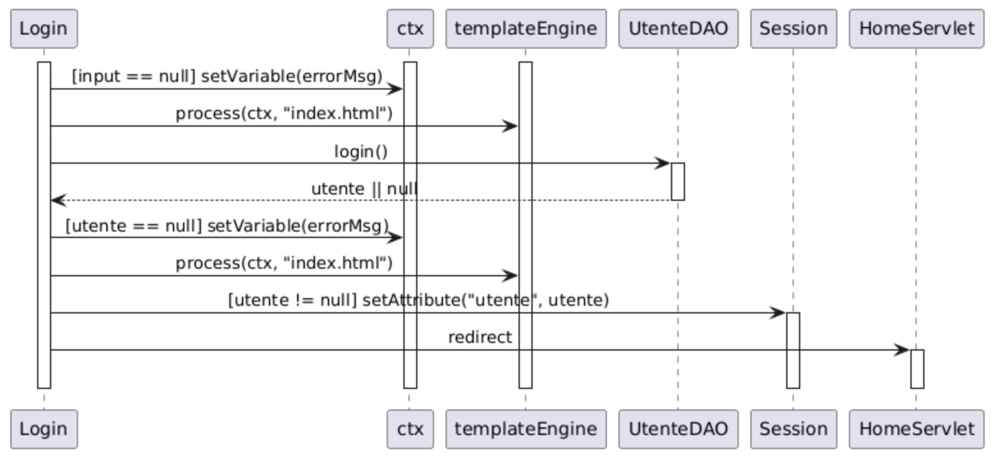 Login ctx templateEngine UtenteDAO Session HomeServlet
[input == null] setVariable(errorMsg)
process(ctx, "index.html")
login()
utente || null
[utente == null] setVariable(errorMsg)
process(ctx, "index.html")
[utente != null] setAttribute("utente", utente)
redirect
Login ctx templateEngine UtenteDAO Session HomeServlet